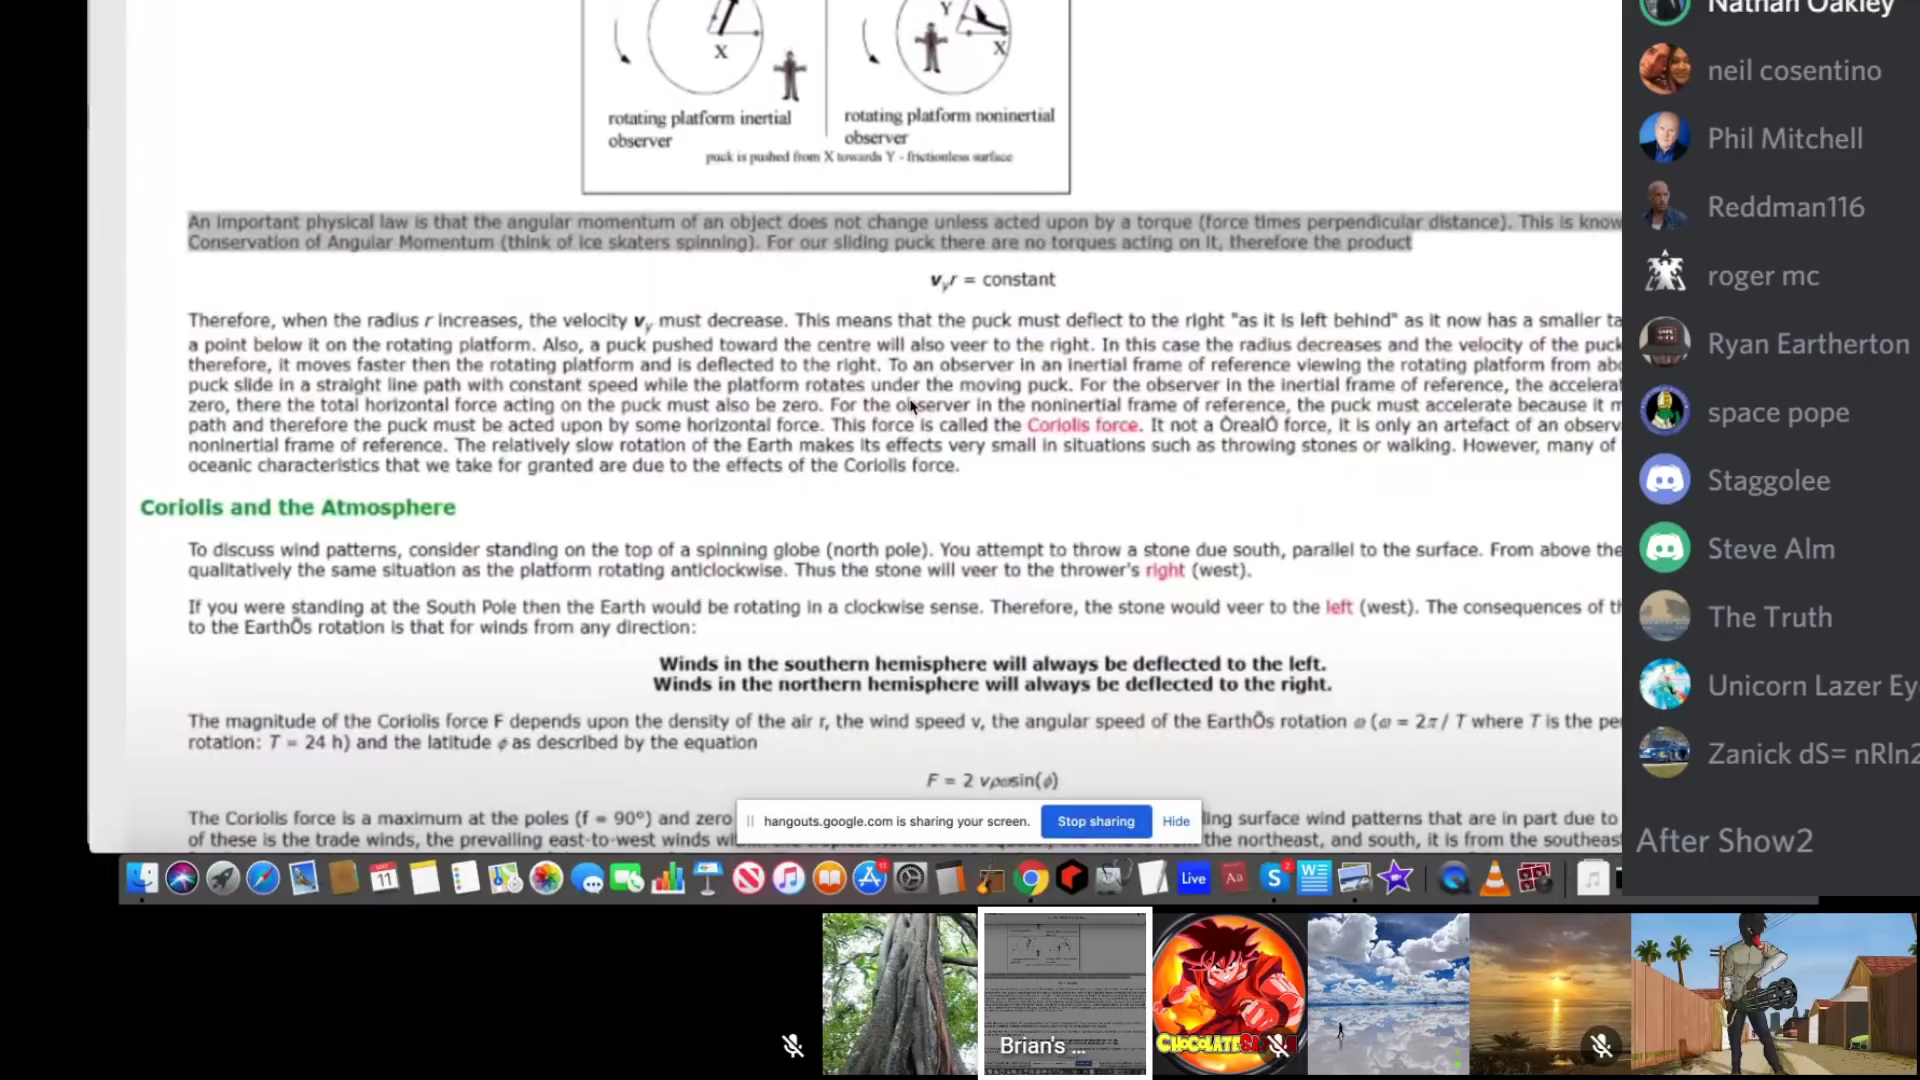 Y
X
X
rotating platform inertial
observer
rotating platform noninertial
observer
puck is pushed from X towards Y - frictionless surface
An important physical law is that the angular momentum of an object does not change unless acted upon by a torque (force times perpendicular distance). This is know
Conservation of Angular Momentum (think of ice skaters spinning). For our sliding puck there are no torques acting on it, therefore the product
vyr = constant
Therefore, when the radius r increases, the velocity vy must decrease. This means that the puck must deflect to the right "as it is left behind" as it now has a smaller ta
a point below it on the rotating platform. Also, a puck pushed toward the centre will also veer to the right. In this case the radius decreases and the velocity of the puck
therefore, it moves faster then the rotating platform and is deflected to the right. To an observer in an inertial frame of reference viewing the rotating platform from abo
puck slide in a straight line path with constant speed while the platform rotates under the moving puck. For the observer in the inertial frame of reference, the accelerat
zero, there the total horizontal force acting on the puck must also be zero. For the observer in the noninertial frame of reference, the puck must accelerate because it m
path and therefore the puck must be acted upon by some horizontal force. This force is called the Coriolis force. It not a ÒrealÓ force, it is only an artefact of an observ
noninertial frame of reference. The relatively slow rotation of the Earth makes its effects very small in situations such as throwing stones or walking. However, many of
oceanic characteristics that we take for granted are due to the effects of the Coriolis force.
Coriolis and the Atmosphere
To discuss wind patterns, consider standing on the top of a spinning globe (north pole). You attempt to throw a stone due south, parallel to the surface. From above the
qualitatively the same situation as the platform rotating anticlockwise. Thus the stone will veer to the thrower's right (west).
If you were standing at the South Pole then the Earth would be rotating in a clockwise sense. Therefore, the stone would veer to the left (west). The consequences of th
to the EarthÕs rotation is that for winds from any direction:
Winds in the southern hemisphere will always be deflected to the left.
Winds in the northern hemisphere will always be deflected to the right.
The magnitude of the Coriolis force F depends upon the density of the air r, the wind speed v, the angular speed of the EarthÕs rotation ω (ω = 2π / T where T is the pe
rotation: T = 24 h) and the latitude φ as described by the equation
F = 2 vρωsin(φ)
The Coriolis force is a maximum at the poles (f = 90°) and zero
ling surface wind patterns that are in part due to
of these is the trade winds, the prevailing east-to-west winds wi
the northeast, and south, it is from the southeast
hangouts.google.com is sharing your screen.
Stop sharing
Hide
Nathan Oakley
neil cosentino
Phil Mitchell
Reddman116
roger mc
Ryan Eartherton
space pope
Staggolee
Steve Alm
The Truth
Unicorn Lazer Ey
Zanick dS= nRln2
After Show2
11
Live
Aa
Brian's ...